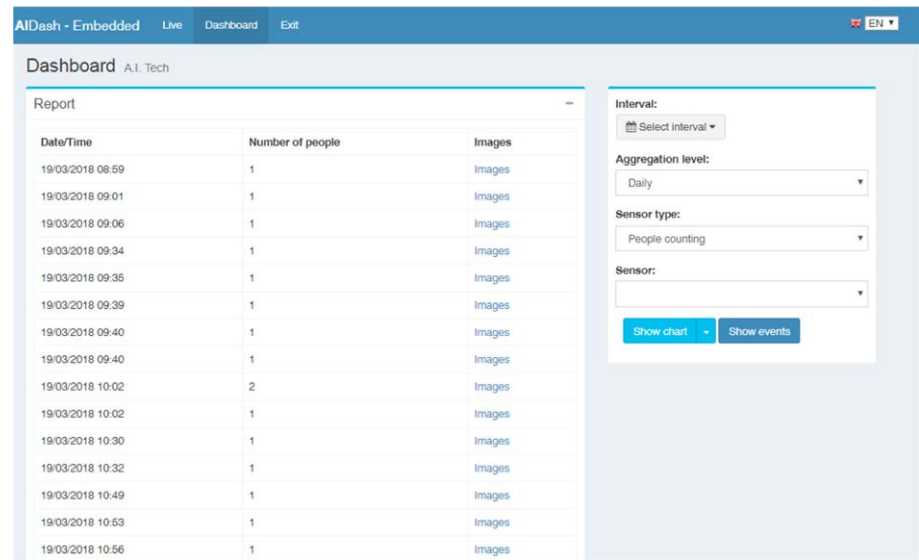 AIDash - Embedded Live Dashboard Exit EN
Dashboard A.I. Tech
Report
Date/Time Number of people Images
19/03/2018 08:59 1 Images
19/03/2018 09:01 1 Images
19/03/2018 09:06 1 Images
19/03/2018 09:34 1 Images
19/03/2018 09:35 1 Images
19/03/2018 09:39 1 Images
19/03/2018 09:40 1 Images
19/03/2018 09:40 1 Images
19/03/2018 10:02 2 Images
19/03/2018 10:02 1 Images
19/03/2018 10:30 1 Images
19/03/2018 10:32 1 Images
19/03/2018 10:49 1 Images
19/03/2018 10:53 1 Images
19/03/2018 10:56 1 Images
Interval:
Select interval
Aggregation level:
Daily
Sensor type:
People counting
Sensor:
Show chart Show events